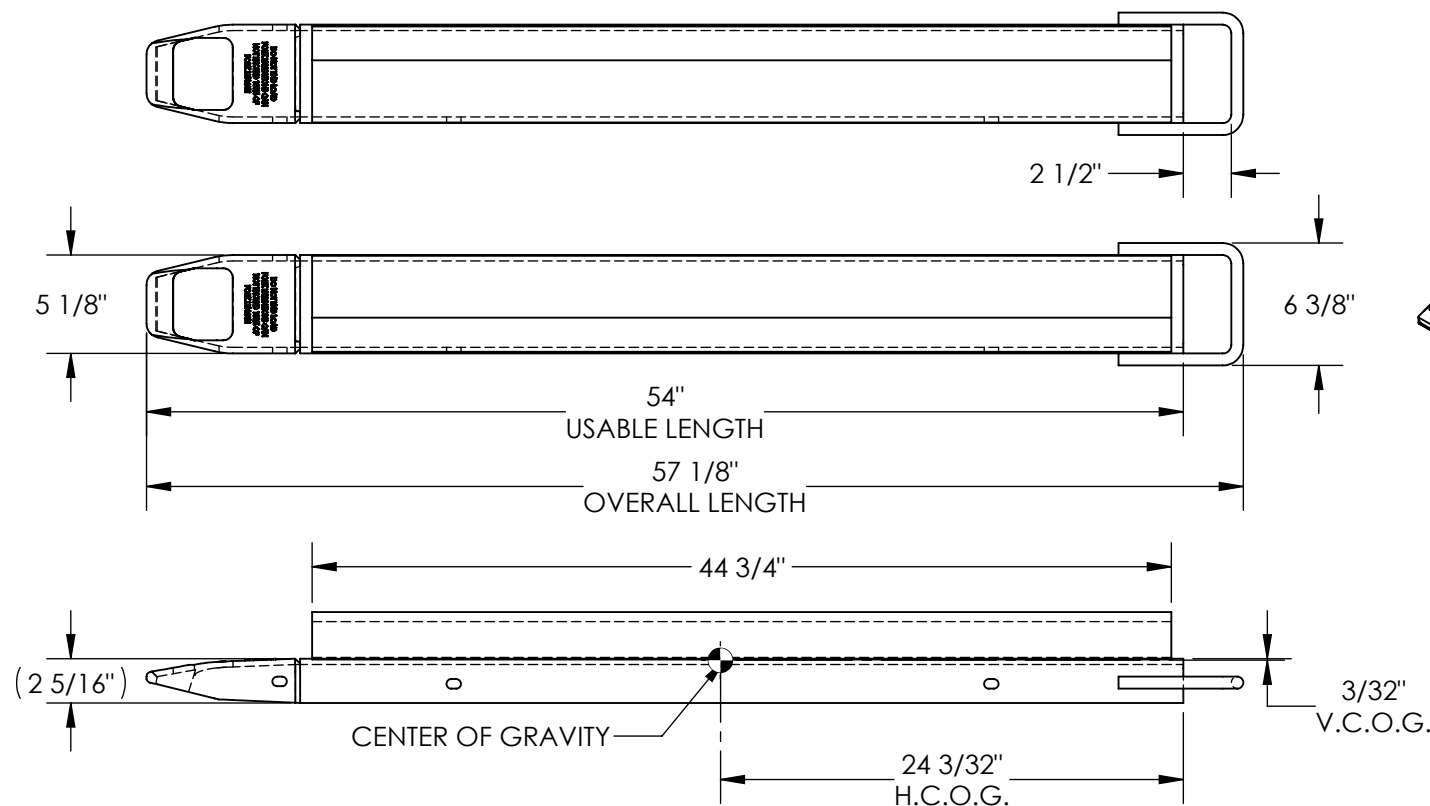 2 1/2"
5 1/8"
6 3/8"
54"
USABLE LENGTH
57 1/8"
OVERALL LENGTH
44 3/4"
(2 5/16")
3/32"
V.C.O.G.
CENTER OF GRAVITY
24 3/32"
H.C.O.G.